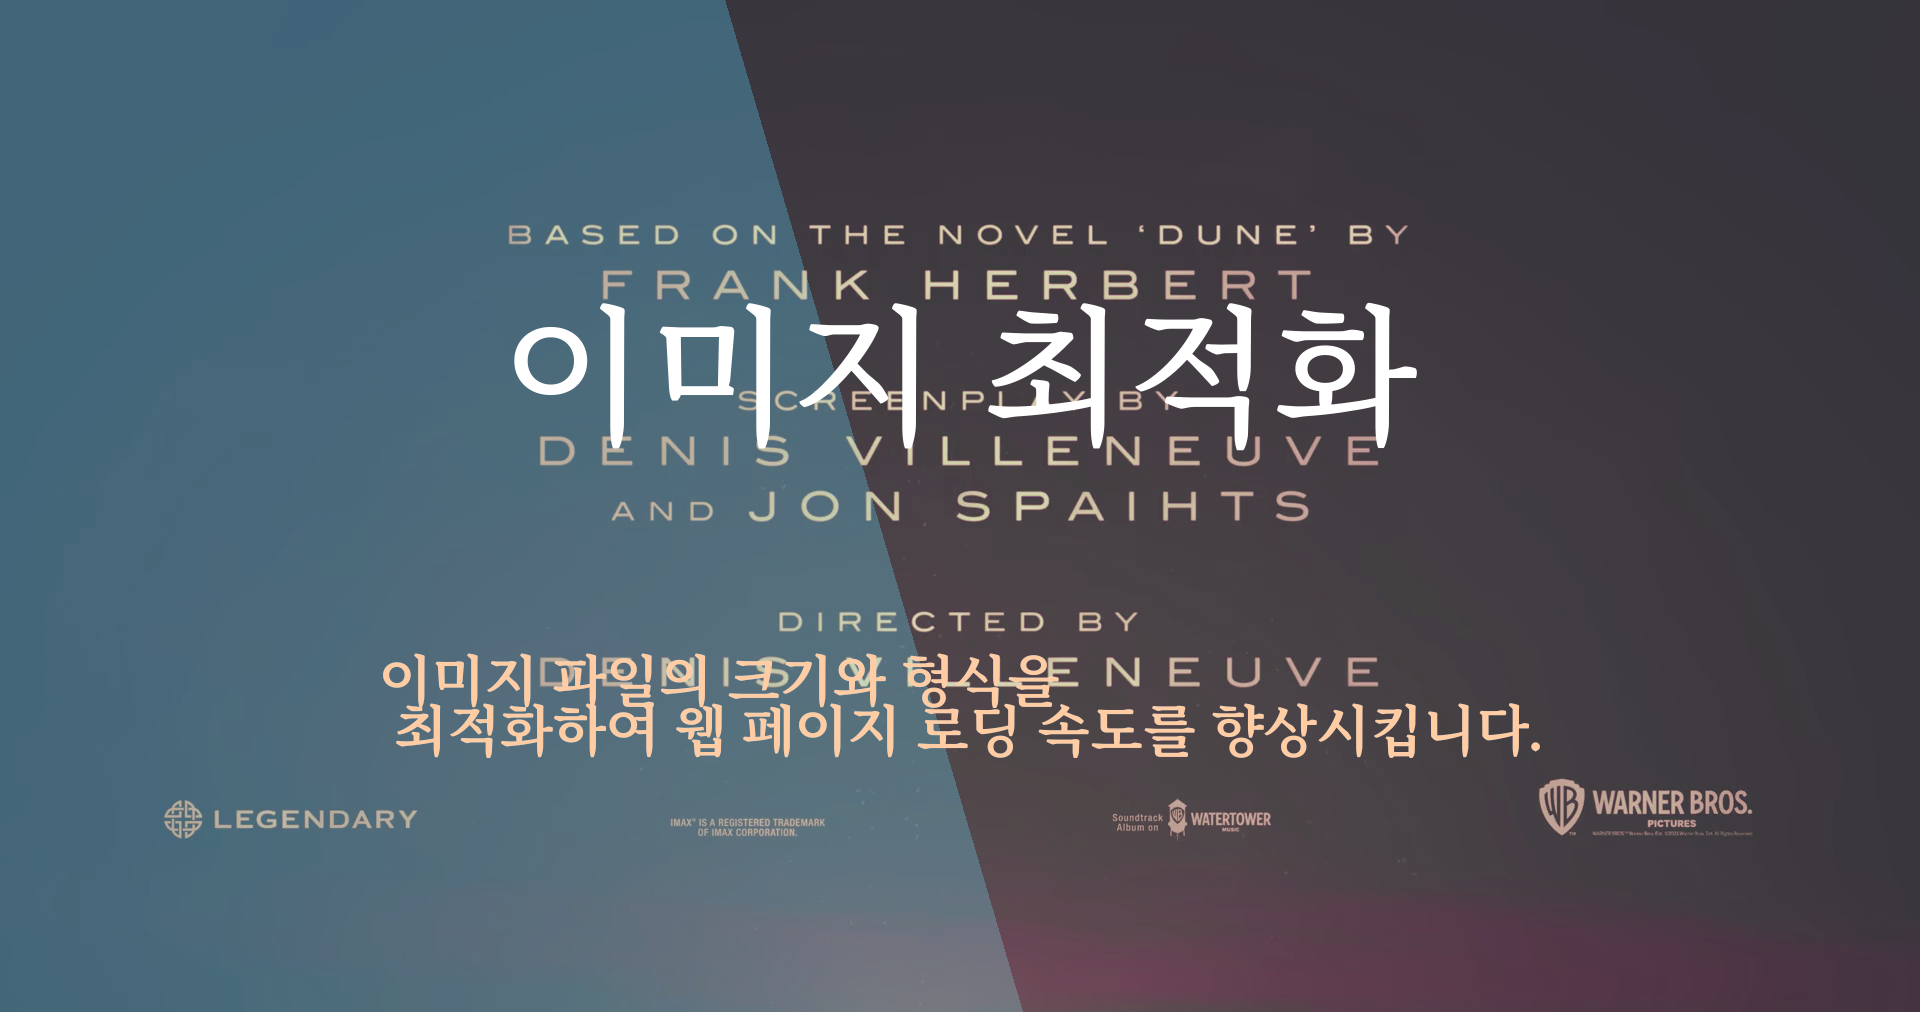 BASED ON THE NOVEL ‘DUNE’ BY
FRANK HERBERT
이미지 최적화
SCREENPLAY BY
DENIS VILLENEUVE
AND JON SPAIHTS
DIRECTED BY
DENIS VILLENEUVE
이미지 파일의 크기와 형식을
최적화하여 웹 페이지 로딩 속도를 향상시킵니다.
LEGENDARY
IMAX® IS A REGISTERED TRADEMARK
OF IMAX CORPORATION.
Soundtrack
Album on
WATERTOWER
MUSIC
WB
WARNER BROS.
PICTURES